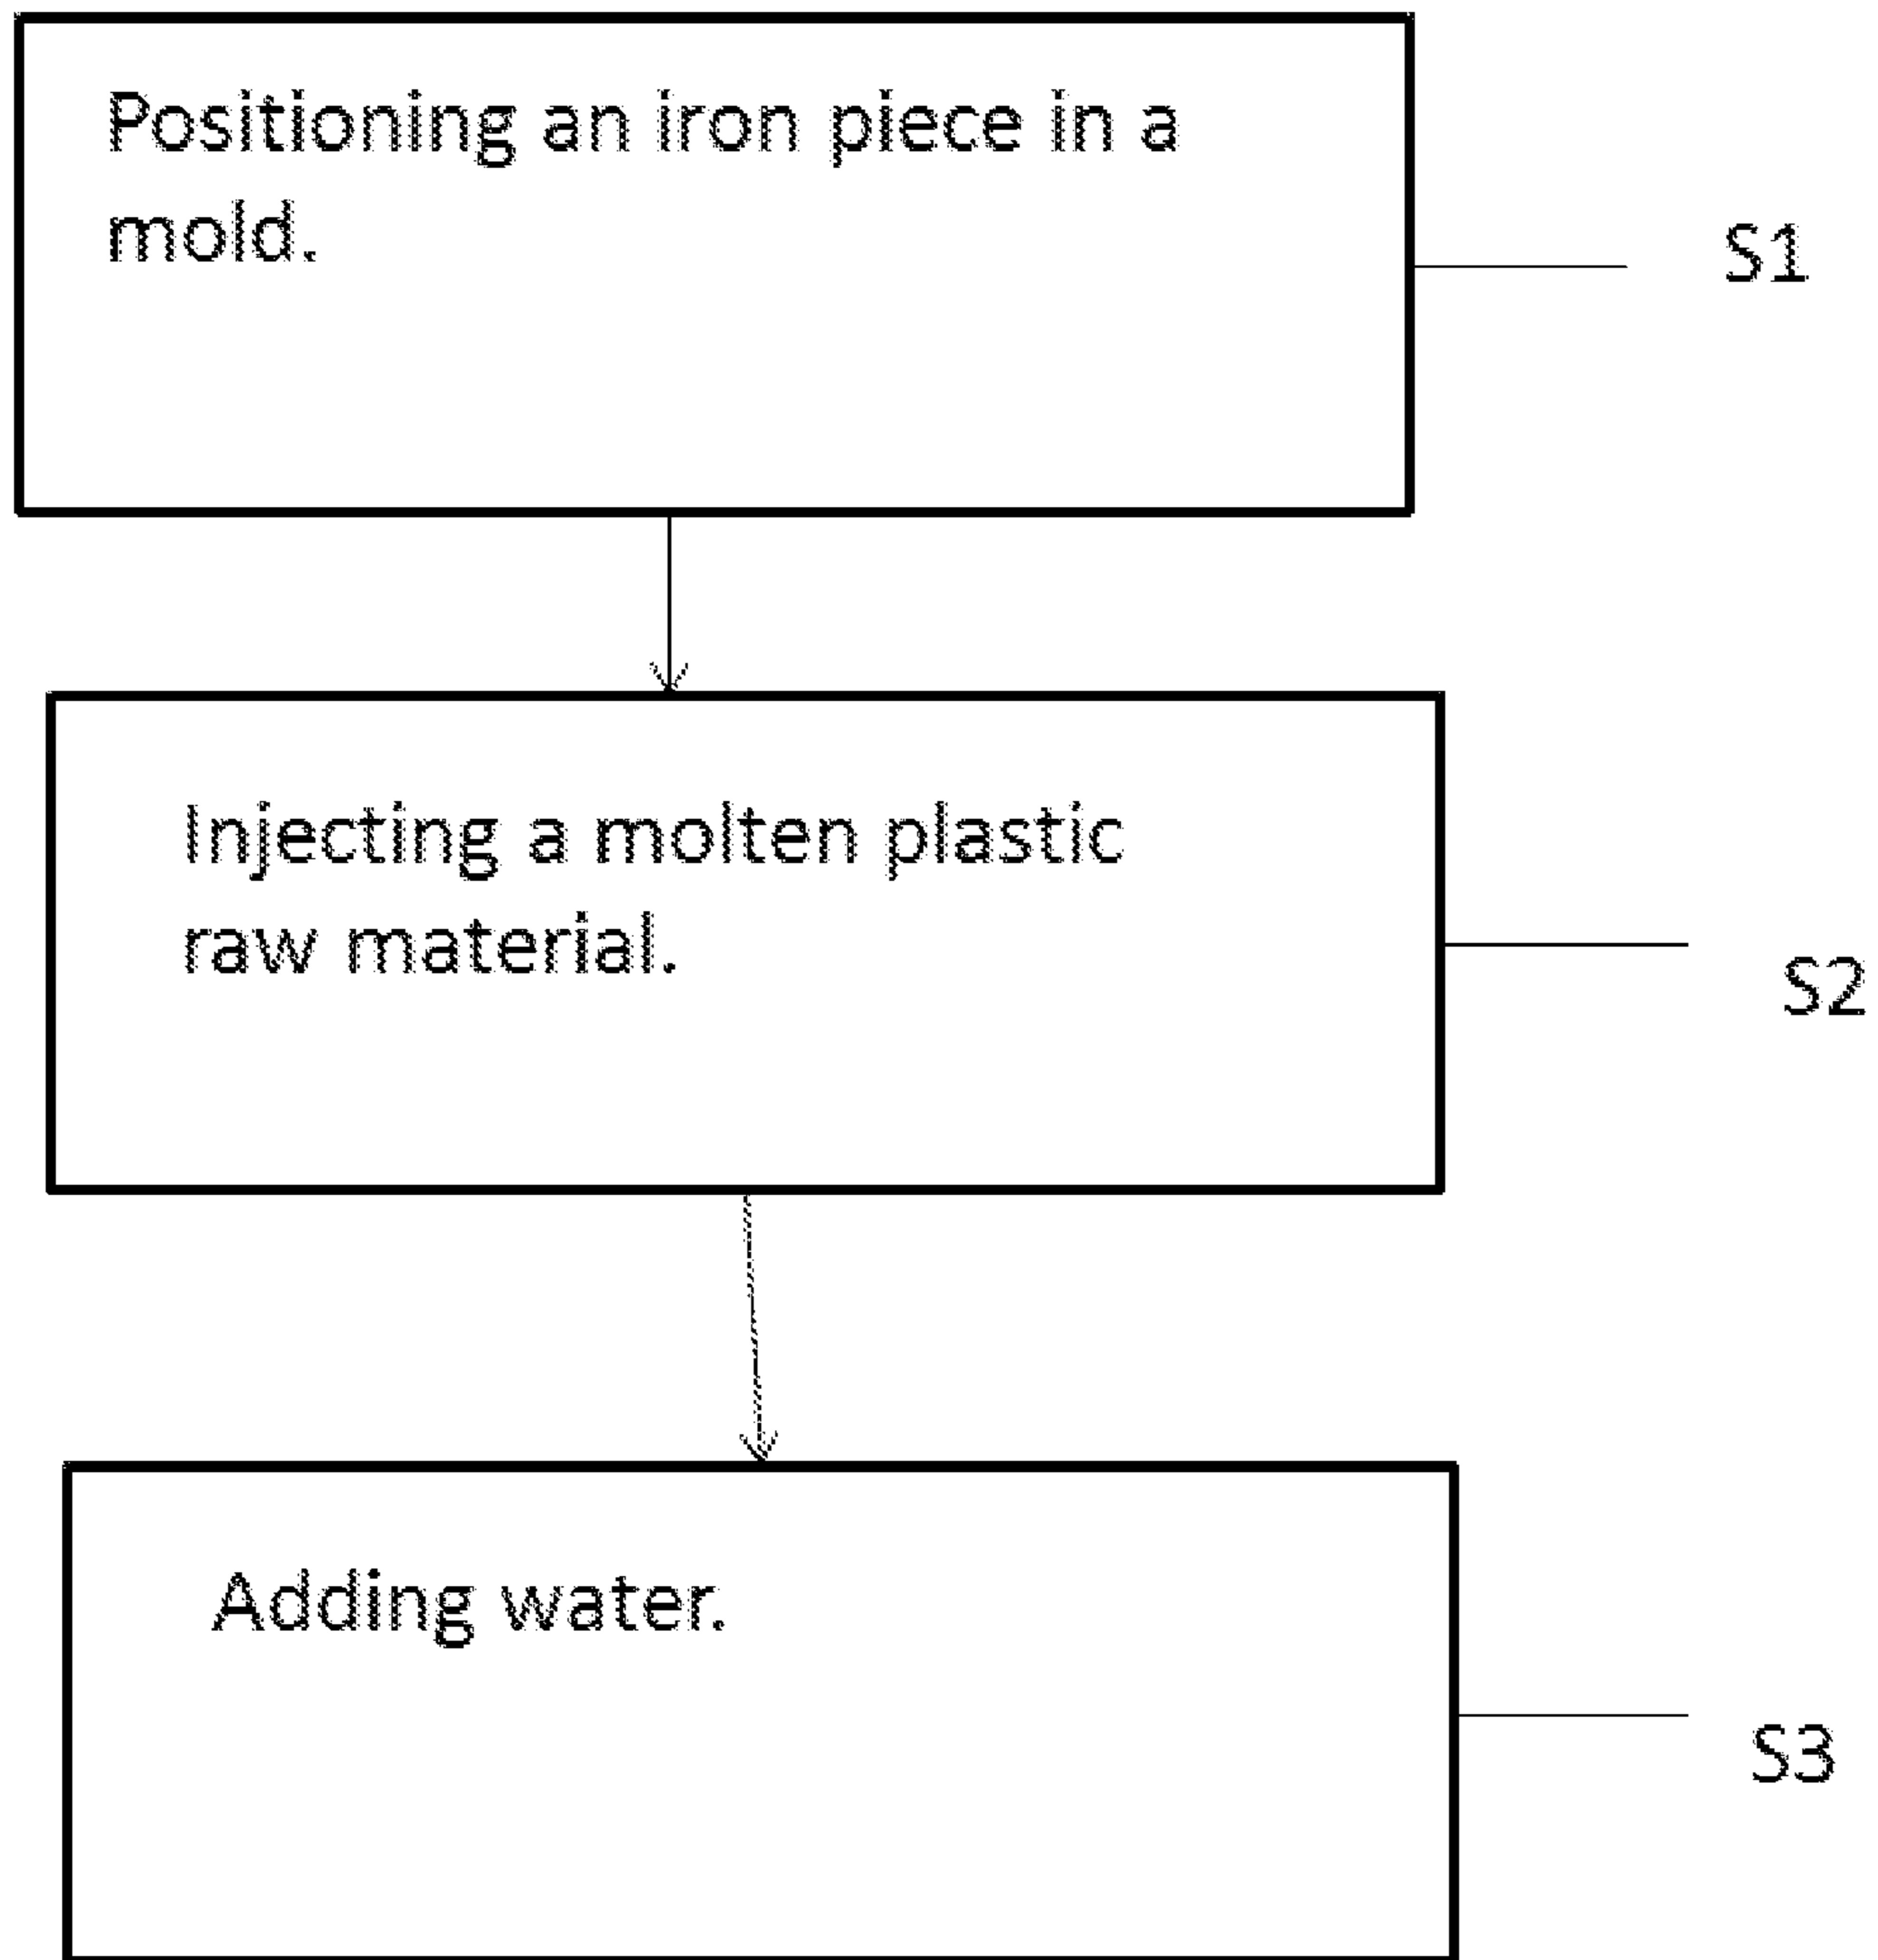 Positioning an iron piece in a
mold.
S1
Injecting a molten plastic
raw material.
S2
Adding water.
S3